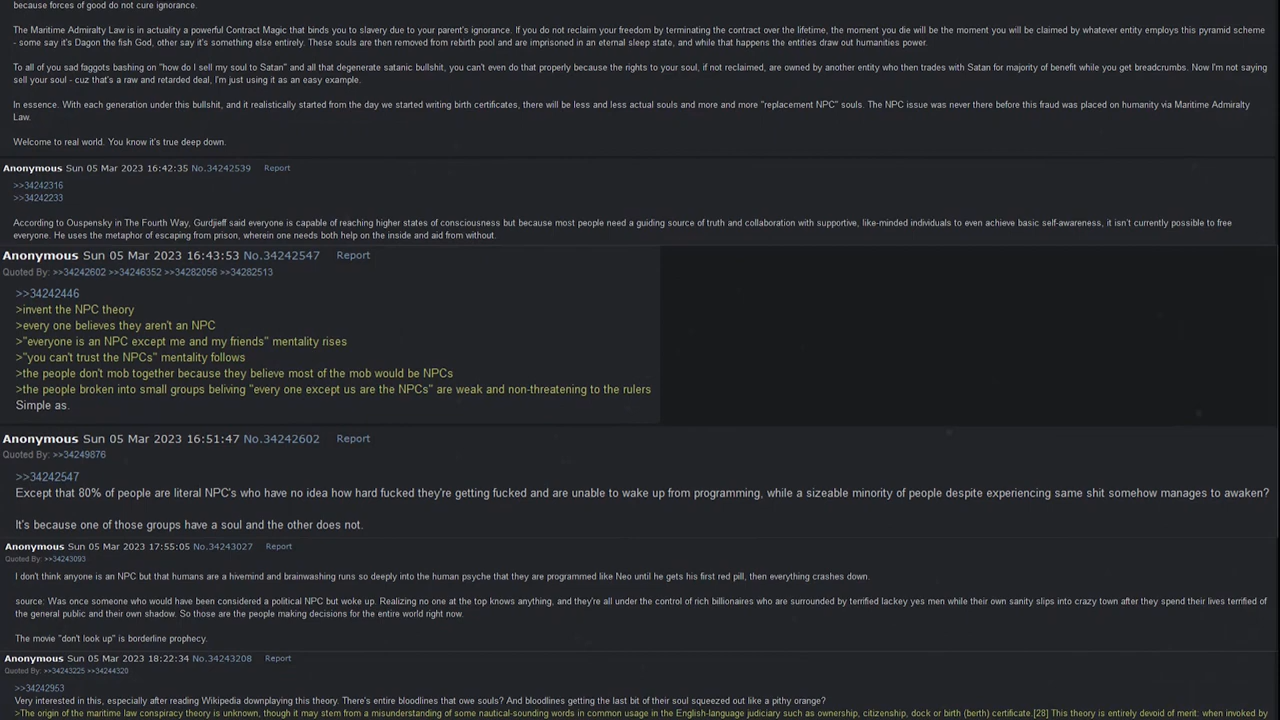 because forces of good do not cure ignorance.
The Maritime Admiralty Law is in actuality a powerful Contract Magic that binds you to slavery due to your parent's ignorance. If you do not reclaim your freedom by terminating the contract over the lifetime, the moment you die will be the moment you will be claimed by whatever entity employs this pyramid scheme
- some say it's Dagon the fish God, other say it's something else entirely. These souls are then removed from rebirth pool and are imprisoned in an eternal sleep state, and while that happens the entities draw out humanities power.
To all of you sad faggots bashing on "how do I sell my soul to Satan" and all that degenerate satanic bullshit, you can't even do that properly because the rights to your soul, if not reclaimed, are owned by another entity who then trades with Satan for majority of benefit while you get breadcrumbs. Now I'm not saying
sell your soul - cuz that's a raw and retarded deal, I'm just using it as an easy example.
In essence. With each generation under this bullshit, and it realistically started from the day we started writing birth certificates, there will be less and less actual souls and more and more "replacement NPC" souls. The NPC issue was never there before this fraud was placed on humanity via Maritime Admiralty
Law.
Welcome to real world. You know it's true deep down.
Anonymous Sun 05 Mar 2023 16:42:35 No.34242539 Report
>>34242316
>>34242233
According to Ouspensky in The Fourth Way, Gurdjieff said everyone is capable of reaching higher states of consciousness but because most people need a guiding source of truth and collaboration with supportive, like-minded individuals to even achieve basic self-awareness, it isn't currently possible to free
everyone. He uses the metaphor of escaping from prison, wherein one needs both help on the inside and aid from without.
Anonymous Sun 05 Mar 2023 16:43:53 No.34242547 Report
Quoted By: >>34242602 >>34246352 >>34282056 >>34282513
>>34242446
>invent the NPC theory
>every one believes they aren't an NPC
>"everyone is an NPC except me and my friends" mentality rises
>"you can't trust the NPCs" mentality follows
>the people don't mob together because they believe most of the mob would be NPCs
>the people broken into small groups beliving "every one except us are the NPCs" are weak and non-threatening to the rulers
Simple as.
Anonymous Sun 05 Mar 2023 16:51:47 No.34242602 Report
Quoted By: >>34249876
>>34242547
Except that 80% of people are literal NPC's who have no idea how hard fucked they're getting fucked and are unable to wake up from programming, while a sizeable minority of people despite experiencing same shit somehow manages to awaken?
It's because one of those groups have a soul and the other does not.
Anonymous Sun 05 Mar 2023 17:55:05 No.34243027 Report
Quoted By: >>34243093
I don't think anyone is an NPC but that humans are a hivemind and brainwashing runs so deeply into the human psyche that they are programmed like Neo until he gets his first red pill, then everything crashes down.
source: Was once someone who would have been considered a political NPC but woke up. Realizing no one at the top knows anything, and they're all under the control of rich billionaires who are surrounded by terrified lackey yes men while their own sanity slips into crazy town after they spend their lives terrified of
the general public and their own shadow. So those are the people making decisions for the entire world right now.
The movie "don't look up" is borderline prophecy.
Anonymous Sun 05 Mar 2023 18:22:34 No.34243208 Report
Quoted By: >>34243225 >>34244320
>>34242953
Very interested in this, especially after reading Wikipedia downplaying this theory. There's entire bloodlines that owe souls? And bloodlines getting the last bit of their soul squeezed out like a pithy orange?
>The origin of the maritime law conspiracy theory is unknown, though it may stem from a misunderstanding of some nautical-sounding words in common usage in the English-language judiciary such as ownership, citizenship, dock or birth (berth) certificate.[28] This theory is entirely devoid of merit: when invoked by